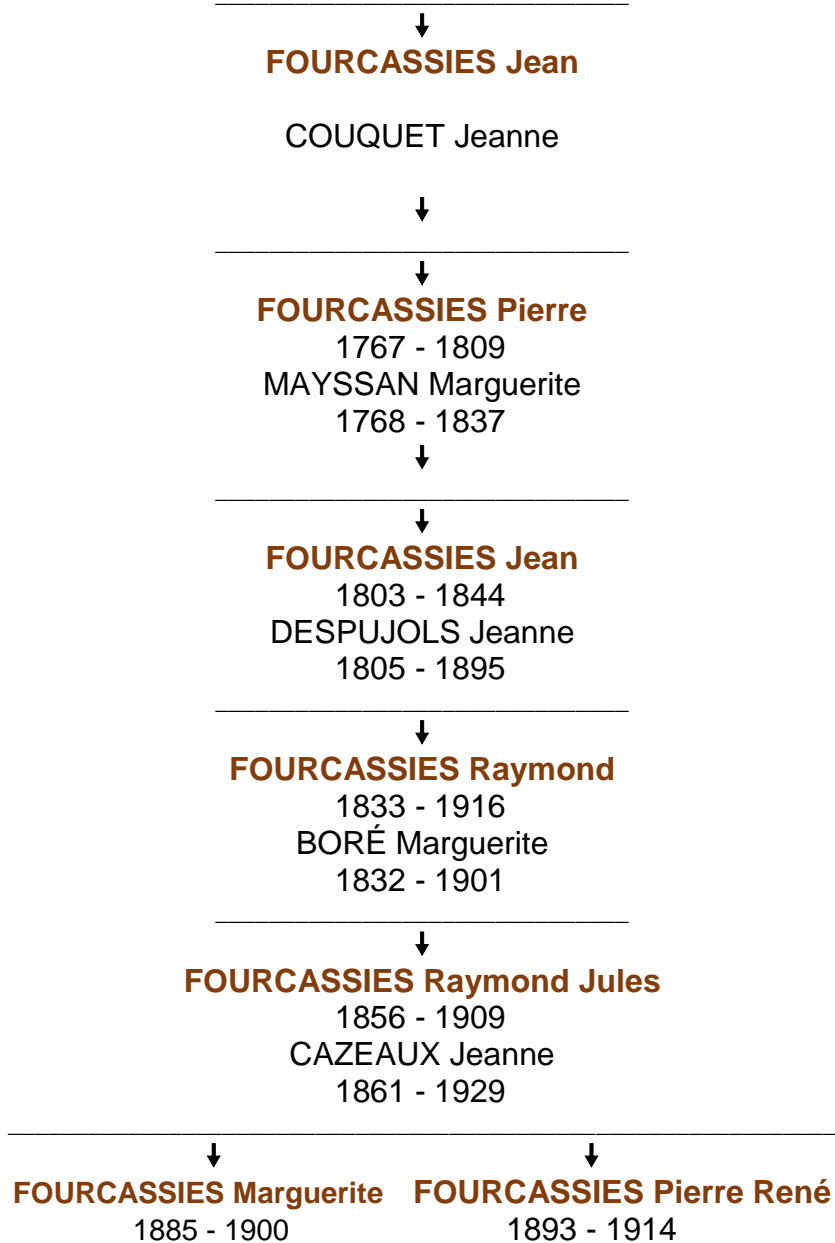 FOURCASSIES Jean
COUQUET Jeanne
FOURCASSIES Pierre
1767 - 1809
MAYSSAN Marguerite
1768 - 1837
FOURCASSIES Jean
1803 - 1844
DESPUJOLS Jeanne
1805 - 1895
FOURCASSIES Raymond
1833 - 1916
BORÉ Marguerite
1832 - 1901
FOURCASSIES Raymond Jules
1856 - 1909
CAZEAUX Jeanne
1861 - 1929
FOURCASSIES Marguerite FOURCASSIES Pierre René
1885 - 1900 1893 - 1914